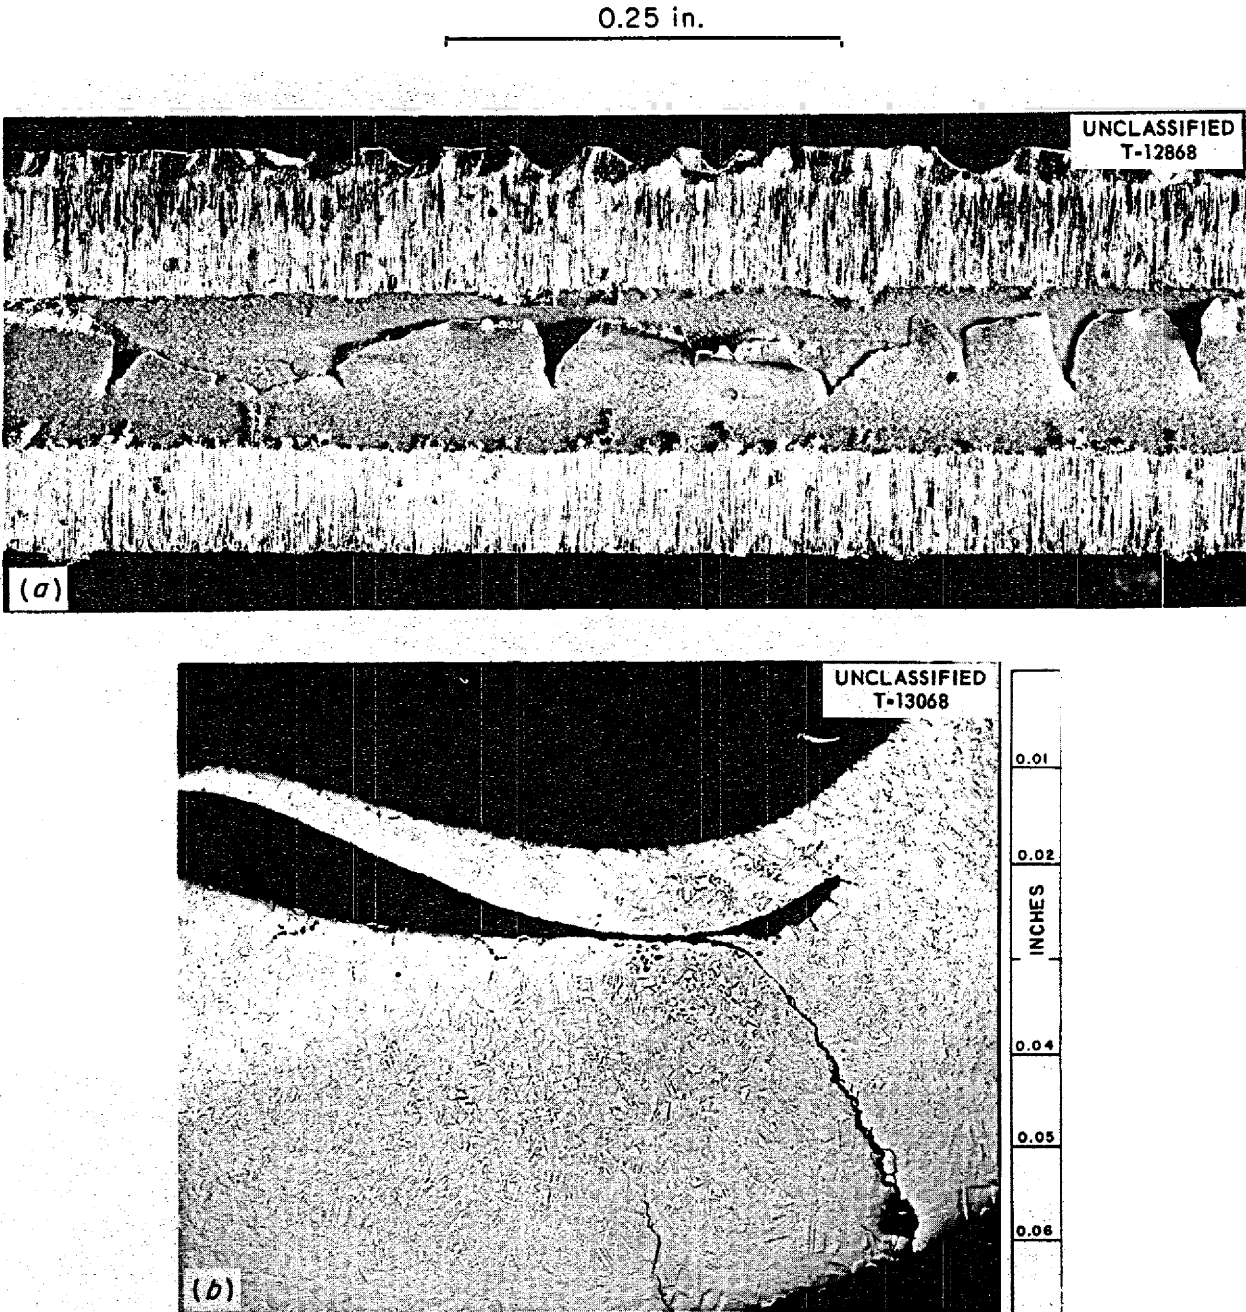 0.25 in.
UNCLASSIFIED
T-12868
(a)
UNCLASSIFIED
T-13068
0.01
0.02
INCHES
0.04
0.05
0.06
(b)